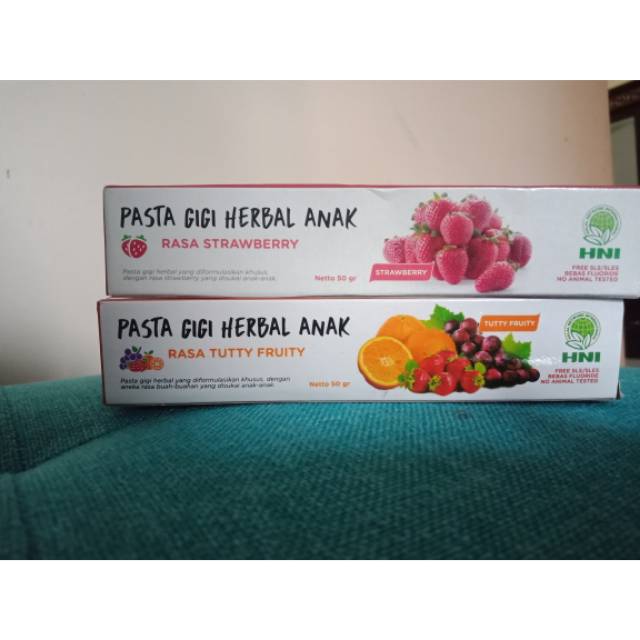 PASTA GIGI HERBAL ANAK
RASA STRAWBERRY
Pasta gigi herbal yang diformulasikan khusus,
dengan rasa strawberry yang disukai anak-anak.
Netto 50 gr
STRAWBERRY
HNI
FREE SLS/SLES
BEBAS FLUORIDE
NO ANIMAL TESTED
PASTA GIGI HERBAL ANAK
RASA TUTTY FRUITY
Pasta gigi herbal yang diformulasikan khusus, dengan
aneka rasa buah-buahan yang disukai anak-anak.
Netto 50 gr
TUTTY FRUITY
HNI
FREE SLS/SLES
BEBAS FLUORIDE
NO ANIMAL TESTED